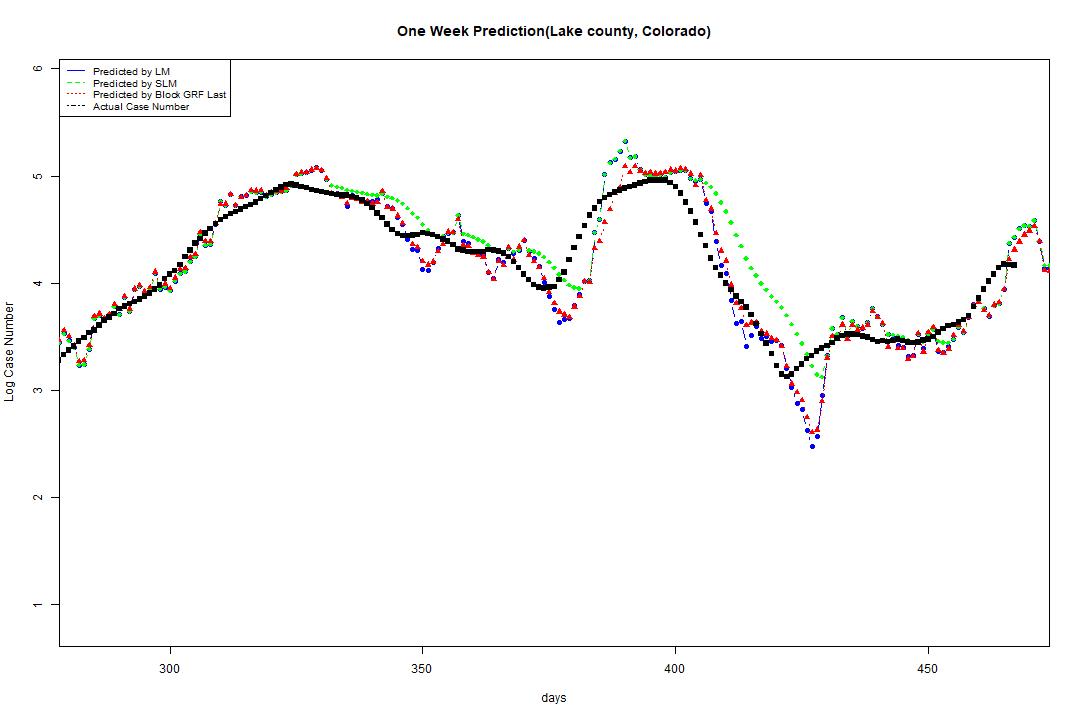 One Week Prediction(Lake county, Colorado)
Predicted by LM
Predicted by SLM
Predicted by Block GRF Last
Actual Case Number
6
5
4
3
2
1
Log Case Number
300
350
400
450
days